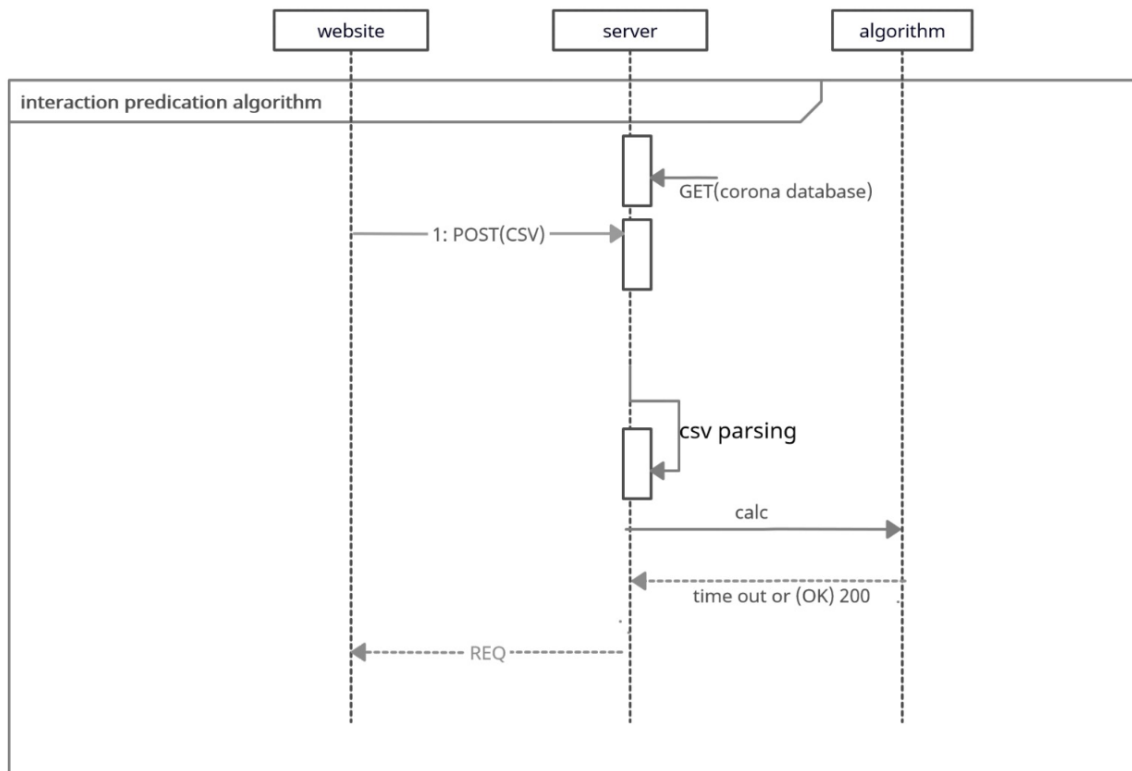 website
server
algorithm
interaction predication algorithm
GET(corona database)
1: POST(CSV)
csv parsing
calc
time out or (OK) 200
REQ